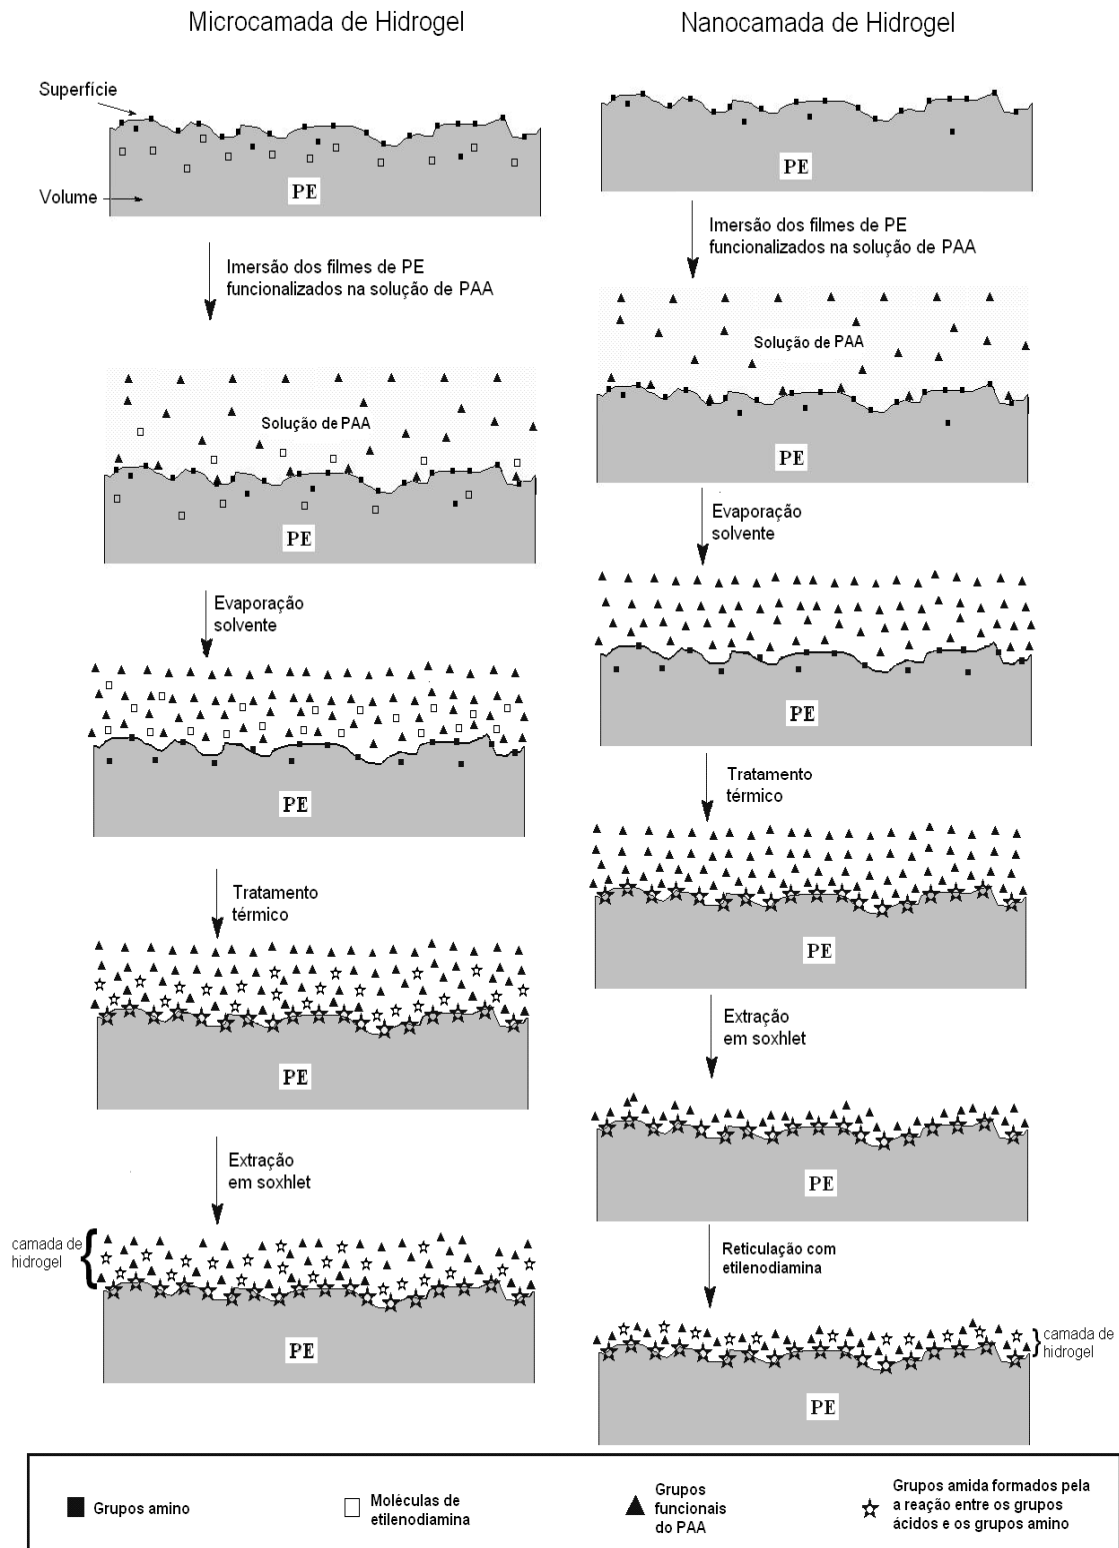 Microcamada de Hidrogel
Superfície
Volume
PE
Imersão dos filmes de PE
funcionalizados na solução de PAA
Solução de PAA
PE
Evaporação
solvente
PE
Tratamento
térmico
PE
Extração
em soxhlet
camada de
hidrogel
PE
Nanocamada de Hidrogel
PE
Imersão dos filmes de PE
funcionalizados na solução de PAA
Solução de PAA
PE
Evaporação
solvente
PE
Tratamento
térmico
PE
Extração
em soxhlet
PE
Reticulação com
etilenodiamina
camada de
hidrogel
PE
Grupos amino
Moléculas de
etilenodiamina
Grupos
funcionais
do PAA
Grupos amida formados pela
a reação entre os grupos
ácidos e os grupos amino